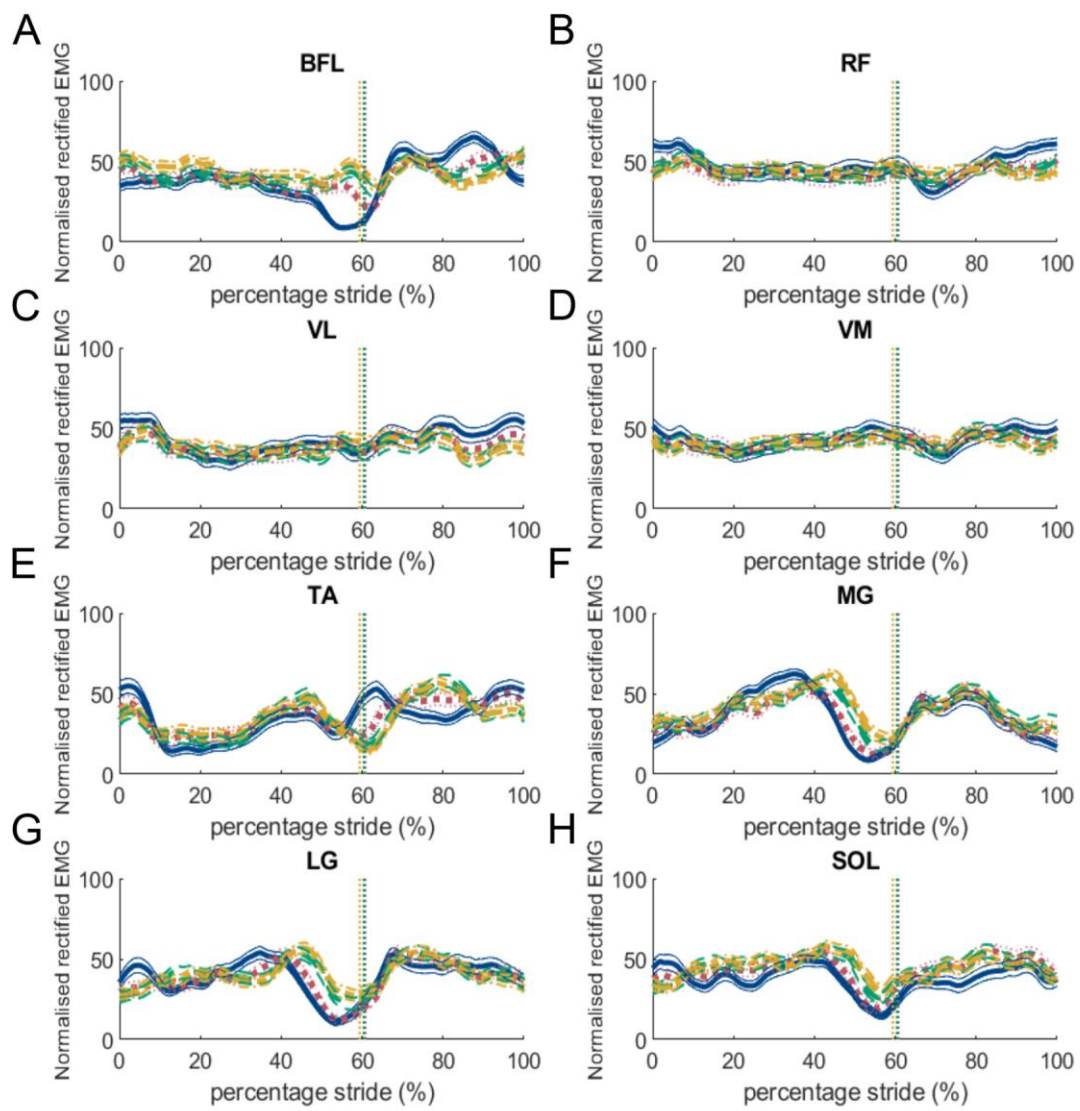 A
BFL
Normalised rectified EMG
100
50
0
0 20 40 60 80 100
percentage stride (%)
B
RF
Normalised rectified EMG
100
50
0
0 20 40 60 80 100
percentage stride (%)
C
VL
Normalised rectified EMG
100
50
0
0 20 40 60 80 100
percentage stride (%)
D
VM
Normalised rectified EMG
100
50
0
0 20 40 60 80 100
percentage stride (%)
E
TA
Normalised rectified EMG
100
50
0
0 20 40 60 80 100
percentage stride (%)
F
MG
Normalised rectified EMG
100
50
0
0 20 40 60 80 100
percentage stride (%)
G
LG
Normalised rectified EMG
100
50
0
0 20 40 60 80 100
percentage stride (%)
H
SOL
Normalised rectified EMG
100
50
0
0 20 40 60 80 100
percentage stride (%)